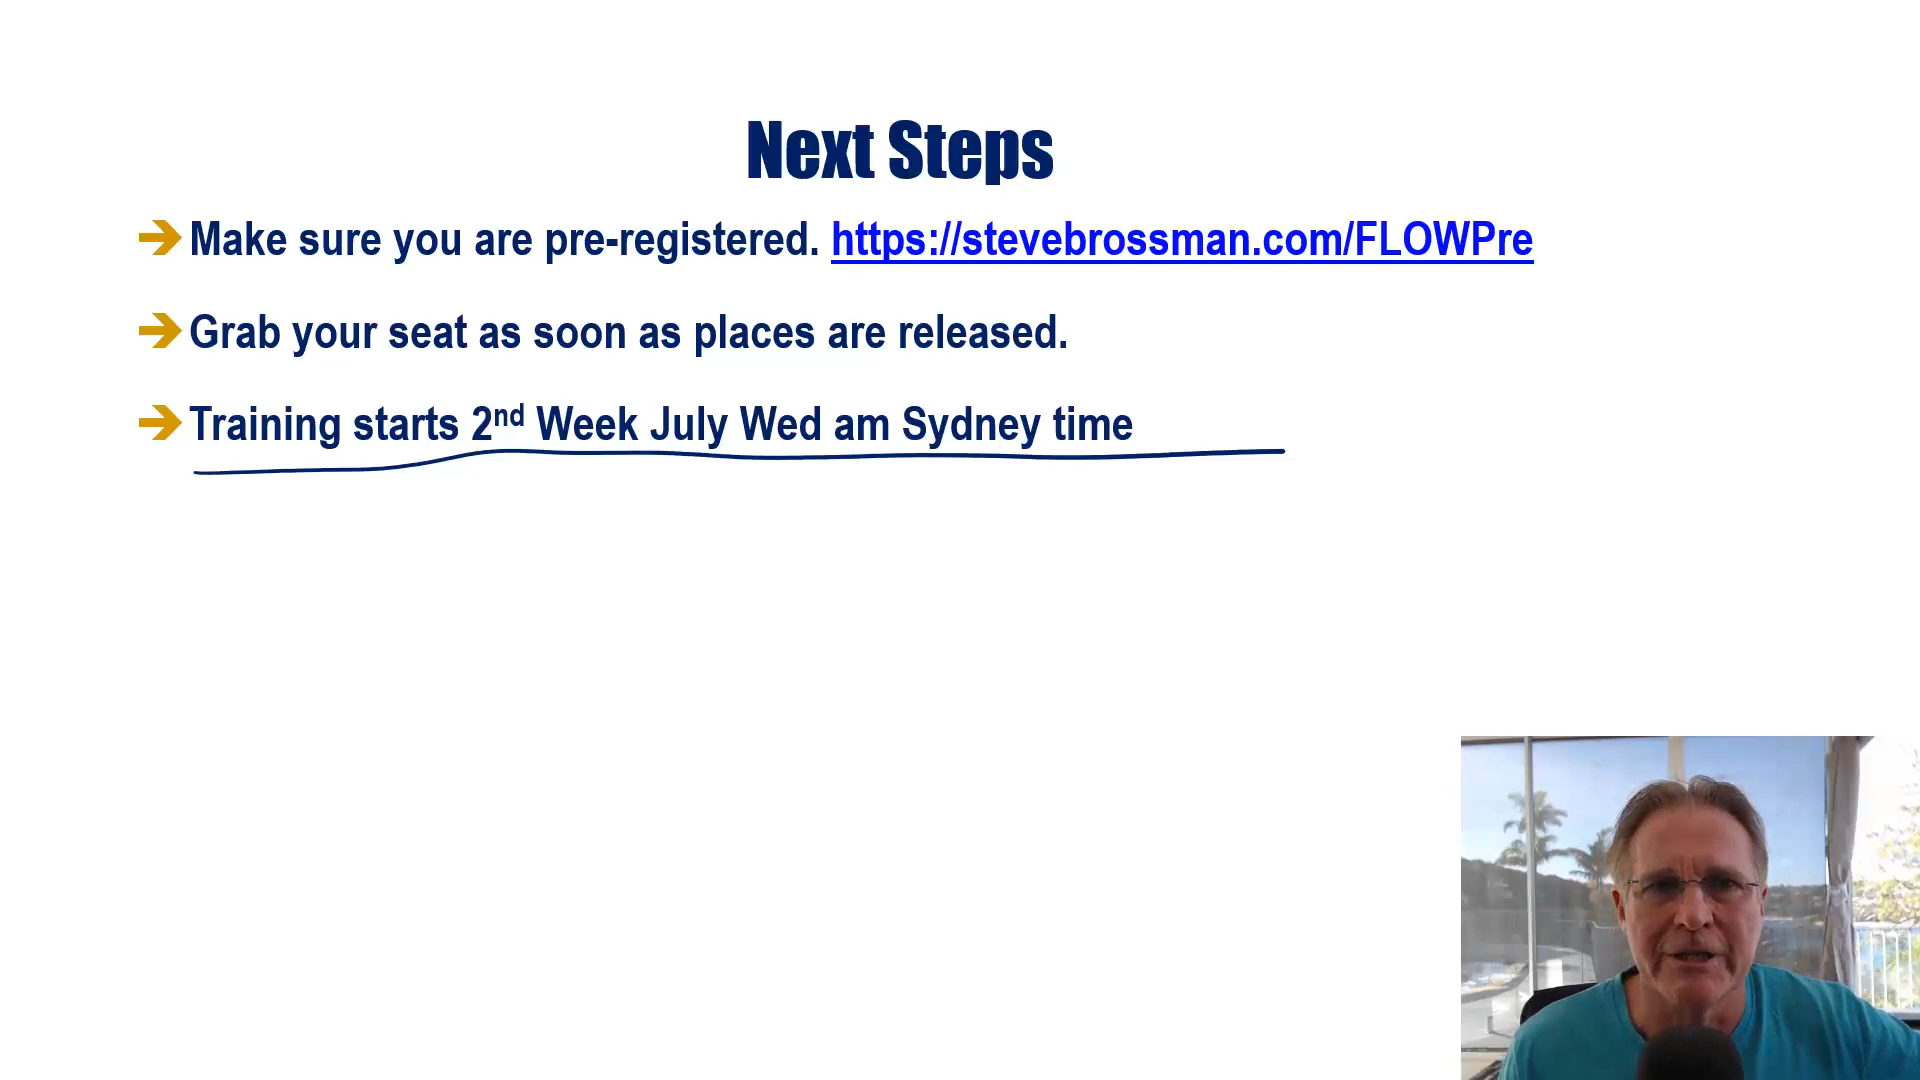 Next Steps
Make sure you are pre-registered. https://stevebrossman.com/FLOWPre
Grab your seat as soon as places are released.
Training starts 2nd Week July Wed am Sydney time